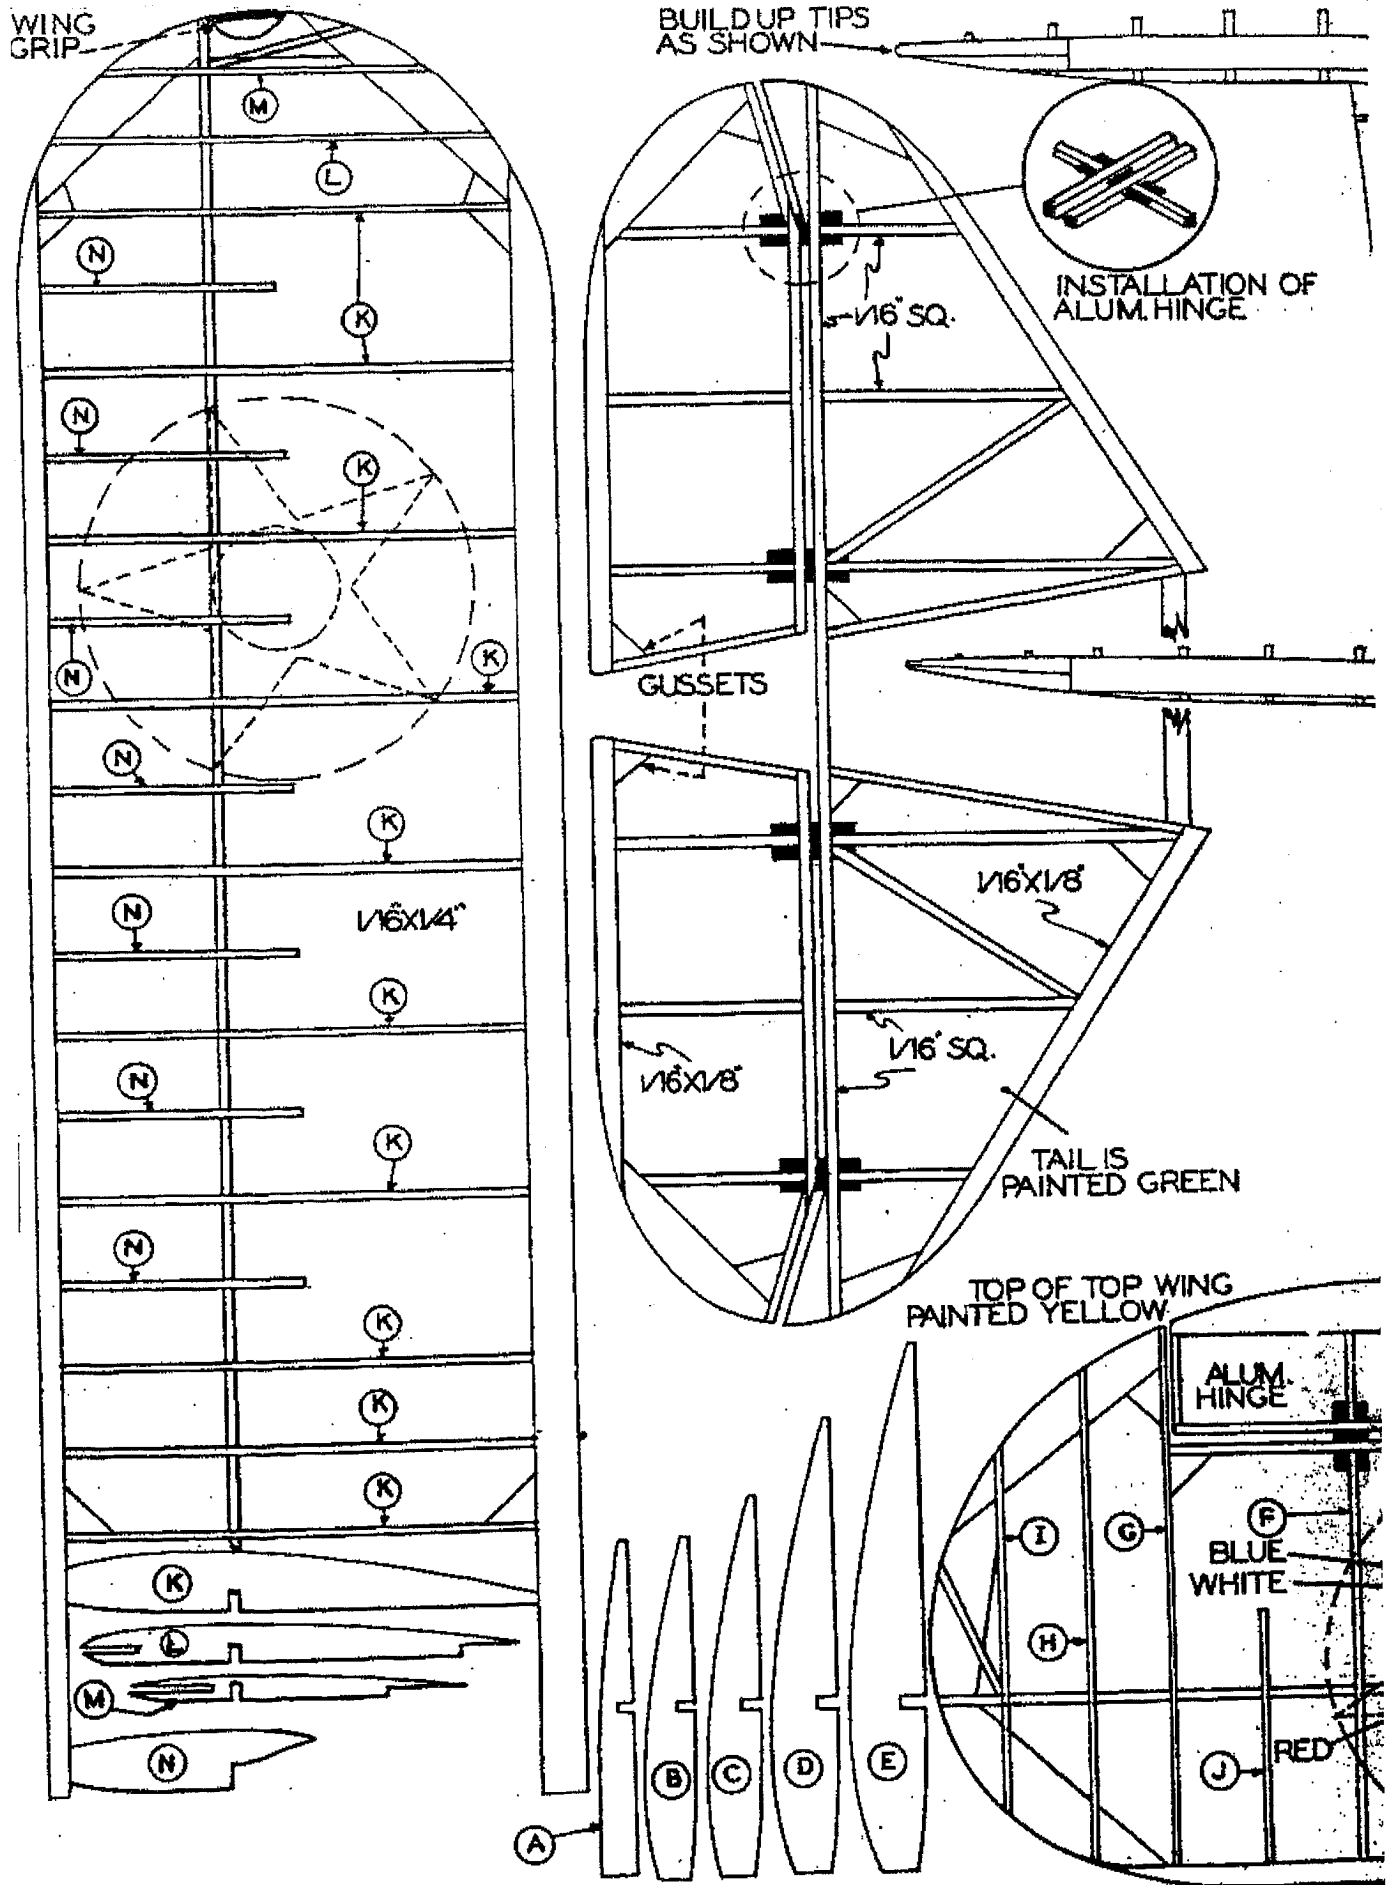 WING
GRIP
BUILD UP TIPS
AS SHOWN
M
L
N
K
INSTALLATION OF
ALUM. HINGE
1/16" SQ.
N
K
N
K
GUSSETS
N
K
1/16"X1/8"
N
1/16"X1/4"
K
1/16" SQ.
N
1/16"X1/8"
K
TAIL IS
PAINTED GREEN
N
TOP OF TOP WING
PAINTED YELLOW
K
ALUM.
HINGE
K
K
I
G
F
BLUE
WHITE
K
L
H
M
N
B
C
D
E
J
RED
A